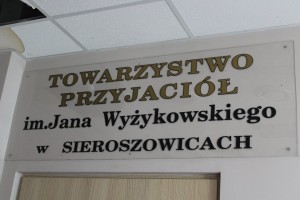 TOWARZYSTWO
PRZYJACIÓŁ
im.Jana Wyżykowskiego
w SIEROSZOWICACH